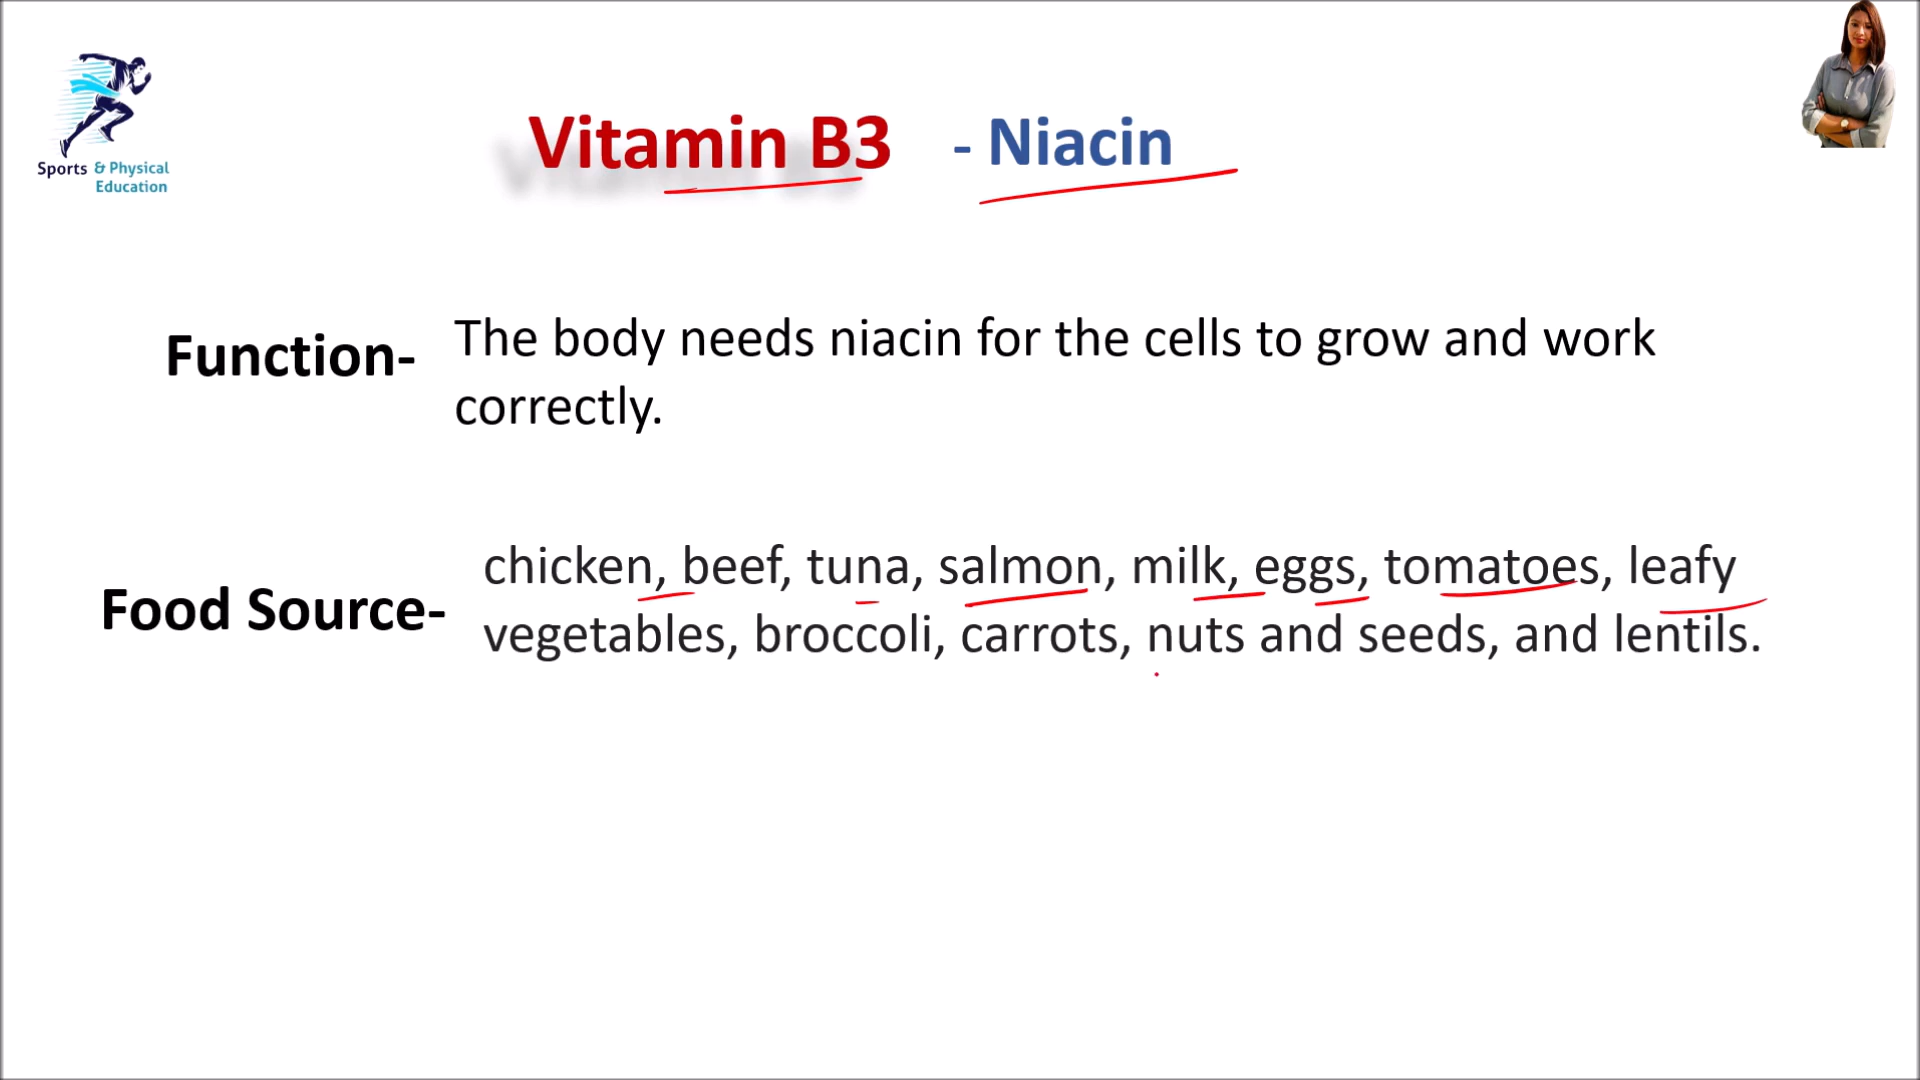 Sports & Physical
Education
Vitamin B3 - Niacin
Function- The body needs niacin for the cells to grow and work
correctly.
Food Source- chicken, beef, tuna, salmon, milk, eggs, tomatoes, leafy
vegetables, broccoli, carrots, nuts and seeds, and lentils.